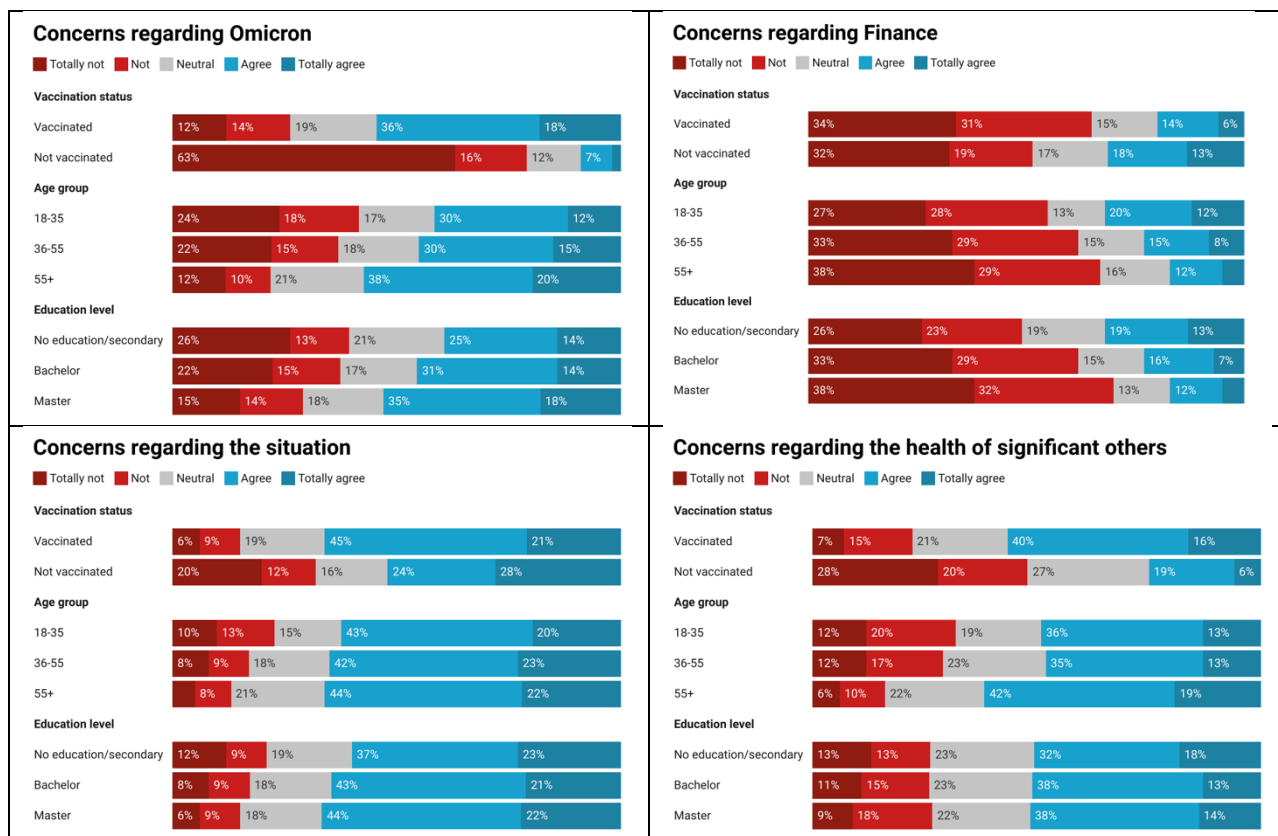 Concerns regarding Omicron
Totally not Not Neutral Agree Totally agree
Vaccination status
Vaccinated 12% 14% 19% 36% 18%
Not vaccinated 63% 16% 12% 7%
Age group
18-35 24% 18% 17% 30% 12%
36-55 22% 15% 18% 30% 15%
55+ 12% 10% 21% 38% 20%
Education level
No education/secondary 26% 13% 21% 25% 14%
Bachelor 22% 15% 17% 31% 14%
Master 15% 14% 18% 35% 18%
Concerns regarding Finance
Totally not Not Neutral Agree Totally agree
Vaccination status
Vaccinated 34% 31% 15% 14% 6%
Not vaccinated 32% 19% 17% 18% 13%
Age group
18-35 27% 28% 13% 20% 12%
36-55 33% 29% 15% 15% 8%
55+ 38% 29% 16% 12%
Education level
No education/secondary 26% 23% 19% 19% 13%
Bachelor 33% 29% 15% 16% 7%
Master 38% 32% 13% 12%
Concerns regarding the situation
Totally not Not Neutral Agree Totally agree
Vaccination status
Vaccinated 6% 9% 19% 45% 21%
Not vaccinated 20% 12% 16% 24% 28%
Age group
18-35 10% 13% 15% 43% 20%
36-55 8% 9% 18% 42% 23%
55+ 8% 21% 44% 22%
Education level
No education/secondary 12% 9% 19% 37% 23%
Bachelor 8% 9% 18% 43% 21%
Master 6% 9% 18% 44% 22%
Concerns regarding the health of significant others
Totally not Not Neutral Agree Totally agree
Vaccination status
Vaccinated 7% 15% 21% 40% 16%
Not vaccinated 28% 20% 27% 19% 6%
Age group
18-35 12% 20% 19% 36% 13%
36-55 12% 17% 23% 35% 13%
55+ 6% 10% 22% 42% 19%
Education level
No education/secondary 13% 13% 23% 32% 18%
Bachelor 11% 15% 23% 38% 13%
Master 9% 18% 22% 38% 14%